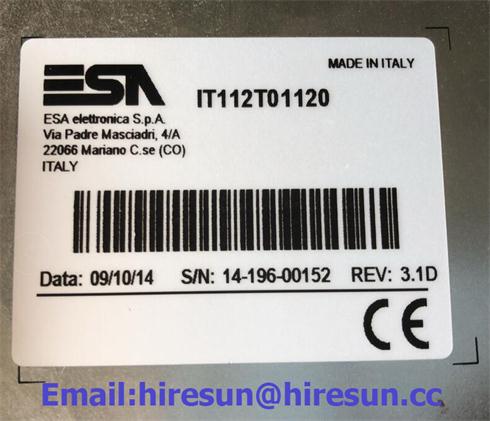 MADE IN ITALY
ESA
IT112T01120
ESA elettronica S.p.A.
Via Padre Masciadri, 4/A
22066 Mariano C.se (CO)
ITALY
Data: 09/10/14 S/N: 14-196-00152 REV: 3.1D
CE
Email:hiresun@hiresun.cc